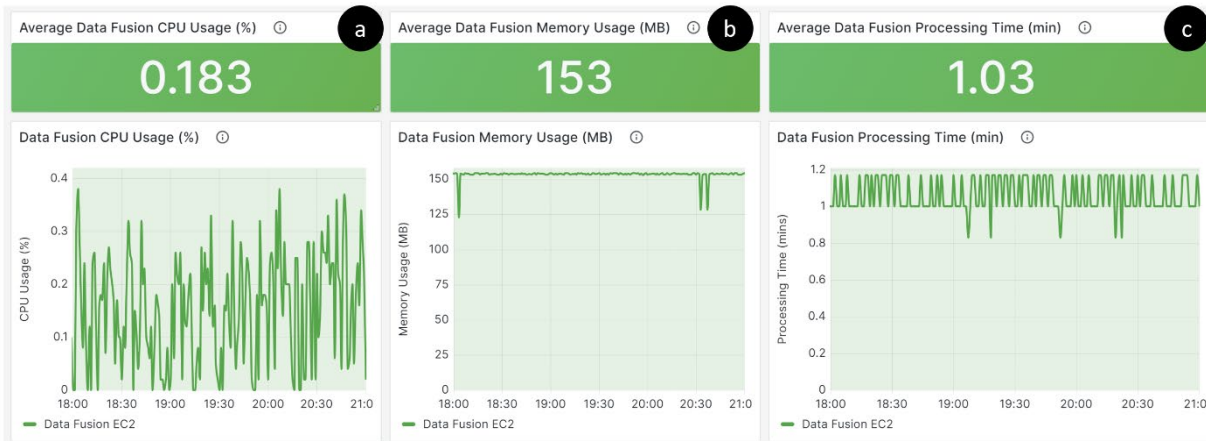 Average Data Fusion CPU Usage (%)
a
0.183
Data Fusion CPU Usage (%)
CPU Usage (%)
0.4
0.3
0.2
0.1
0
18:00 18:30 19:00 19:30 20:00 20:30 21:0
Data Fusion EC2
Average Data Fusion Memory Usage (MB)
b
153
Data Fusion Memory Usage (MB)
Memory Usage (MB)
150
125
100
75
50
25
0
18:00 18:30 19:00 19:30 20:00 20:30 21:0
Data Fusion EC2
Average Data Fusion Processing Time (min)
c
1.03
Data Fusion Processing Time (min)
Processing Time (mins)
1.2
1
0.8
0.6
0.4
0.2
0
18:00 18:30 19:00 19:30 20:00 20:30 21:0
Data Fusion EC2